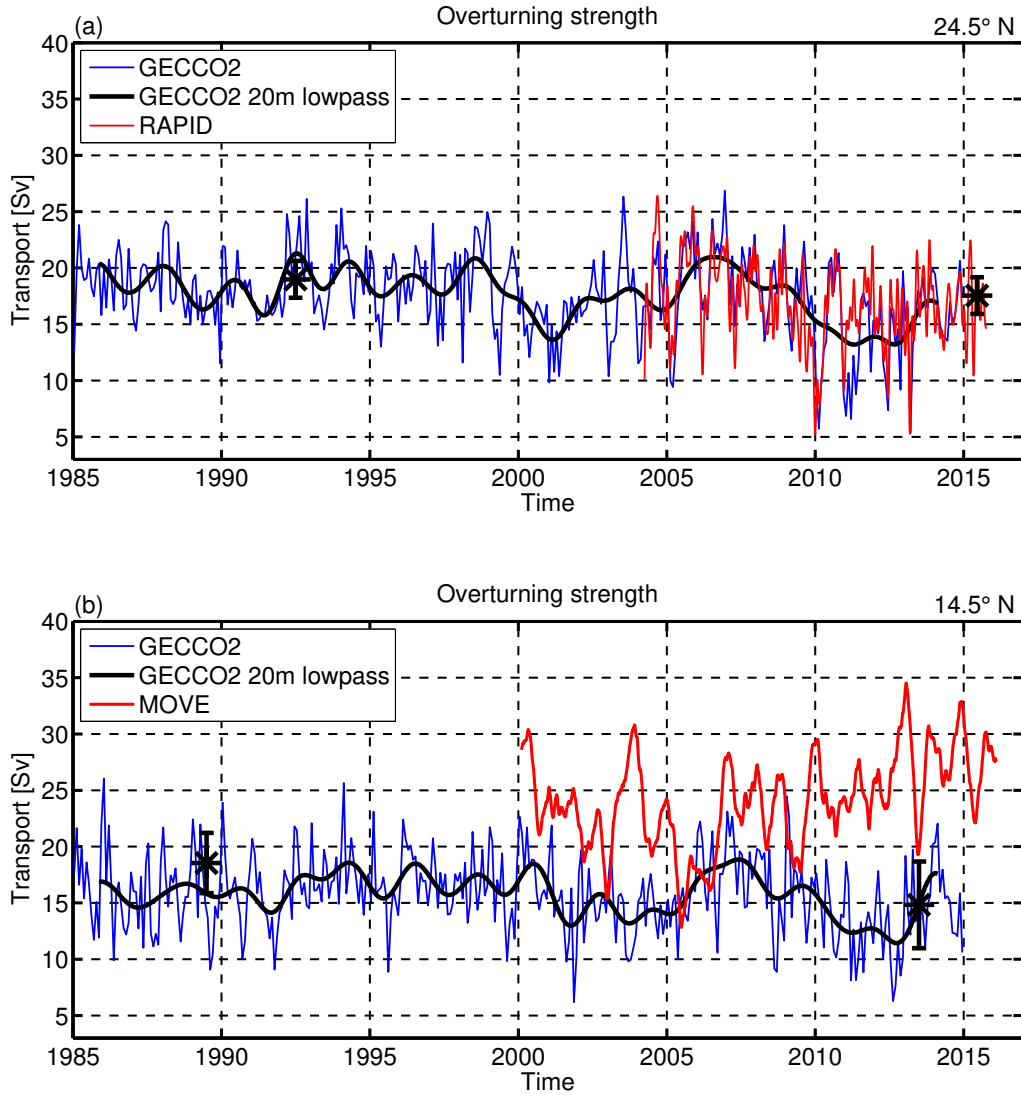 (a)
Overturning strength
24.5° N
GECCO2
GECCO2 20m lowpass
RAPID
Transport [Sv]
40
35
30
25
20
15
10
5
1985 1990 1995 2000 2005 2010 2015
Time
(b)
Overturning strength
14.5° N
GECCO2
GECCO2 20m lowpass
MOVE
Transport [Sv]
40
35
30
25
20
15
10
5
1985 1990 1995 2000 2005 2010 2015
Time